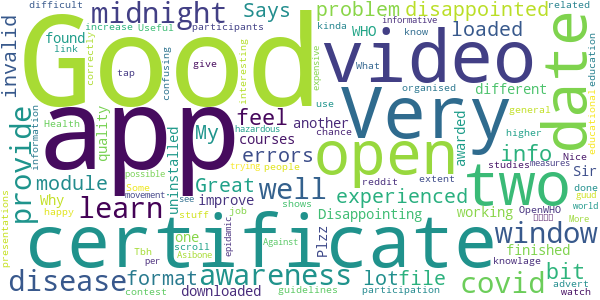 difficult
increase Useful
link
midnight
Says
participants
found
problem
disappointed
informative
kinda
know
related
organised
WHO
loaded
invalid
correctly
tap
confusing
Good
interesting
give
expensive
video
What
different
education
date
information
Health
quality
app
My
feel
another
hazardous
chance
use
Very
awarded
general
higher
educational
provide
uninstalled
courses
errors
open
info
Nice
studies
measures
module
Why
possible
Some
Great
trying
people
well
extent
reddit
two
Sir
done
happy
learn
movement
see
improve
experienced
OpenWHO
world
presentations
certificate
stuff
job
shows
Disappointing
working
knowlage
More
guud
Tbh
one
scroll
Asibone
epidemic
Against
Plzz
finished
window
advert
watch
disease
per
format
awareness
guidelines
lotfile
participation
covid
bit
contest
downloaded